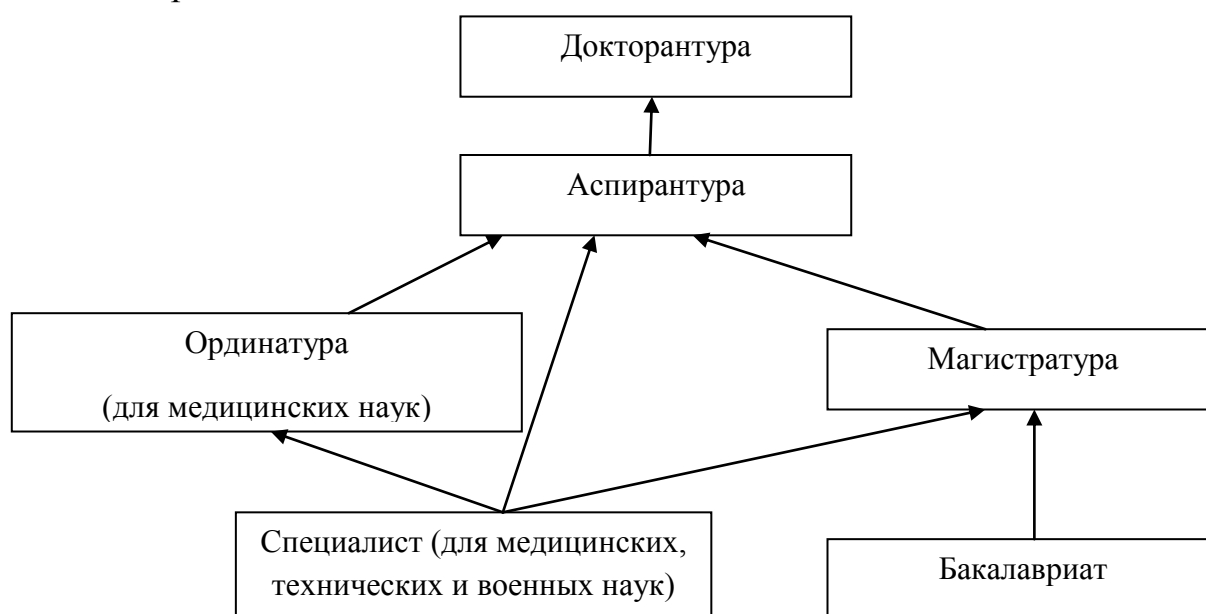 Докторантура
Аспирантура
Ординатура
(для медицинских наук)
Магистратура
Специалист (для медицинских,
технических и военных наук)
Бакалавриат